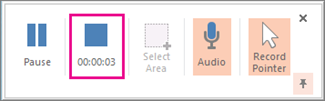 Pause
00:00:03
Select
Area
Audio
Record
Pointer